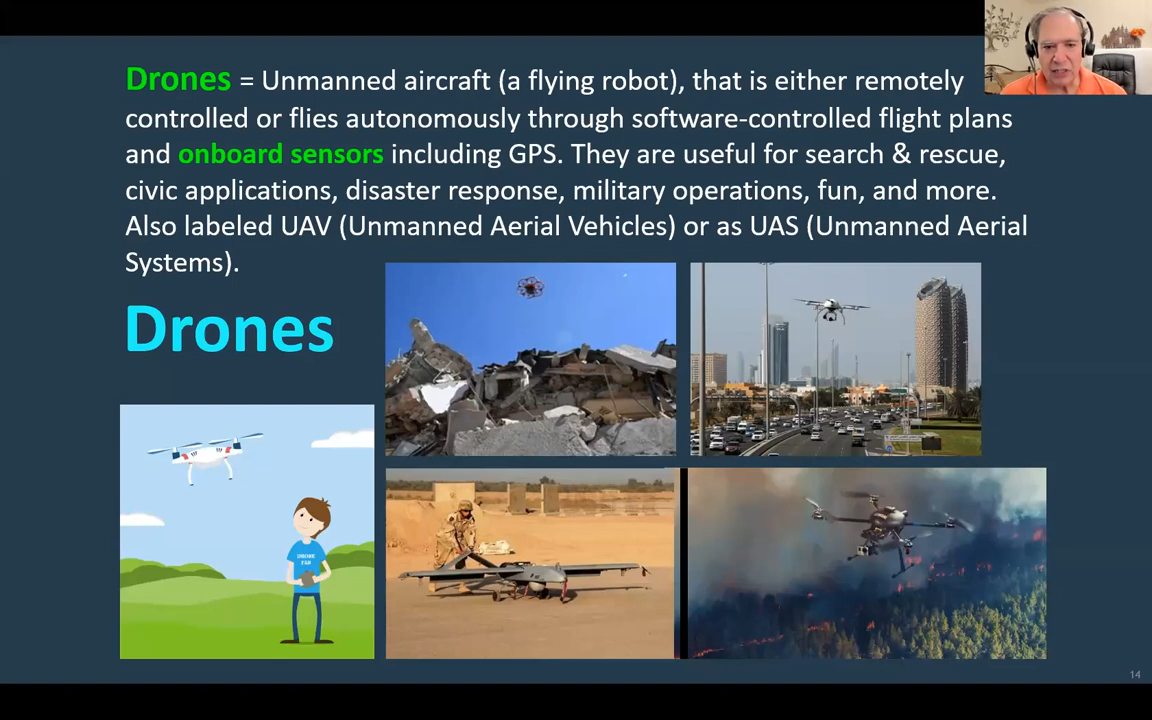 Drones = Unmanned aircraft (a flying robot), that is either remotely
controlled or flies autonomously through software-controlled flight plans
and onboard sensors including GPS. They are useful for search & rescue,
civic applications, disaster response, military operations, fun, and more.
Also labeled UAV (Unmanned Aerial Vehicles) or as UAS (Unmanned Aerial
Systems).
Drones
DRONE
FAN
14